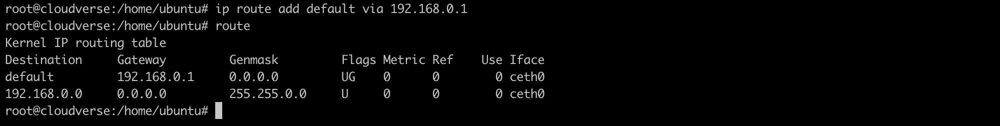 root@cloudverse:/home/ubuntu# ip route add default via 192.168.0.1
root@cloudverse:/home/ubuntu# route
Kernel IP routing table
Destination     Gateway         Genmask         Flags Metric Ref    Use Iface
default         192.168.0.1     0.0.0.0         UG    0      0        0 ceth0
192.168.0.0     0.0.0.0         255.255.0.0     U     0      0        0 ceth0
root@cloudverse:/home/ubuntu#